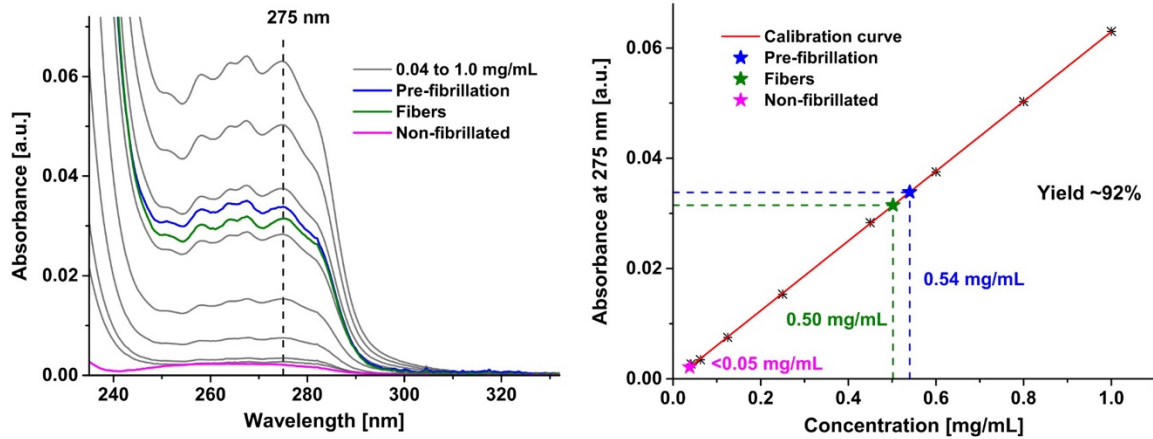 275 nm
0.04 to 1.0 mg/mL
Pre-fibrillation
Fibers
Non-fibrillated
Absorbance [a.u.]
0.06
0.04
0.02
0.00
240 260 280 300 320
Wavelength [nm]
Calibration curve
Pre-fibrillation
Fibers
Non-fibrillated
Absorbance at 275 nm [a.u.]
0.06
0.04
0.02
0.00
Yield ~92%
0.54 mg/mL
0.50 mg/mL
<0.05 mg/mL
0.0 0.2 0.4 0.6 0.8 1.0
Concentration [mg/mL]